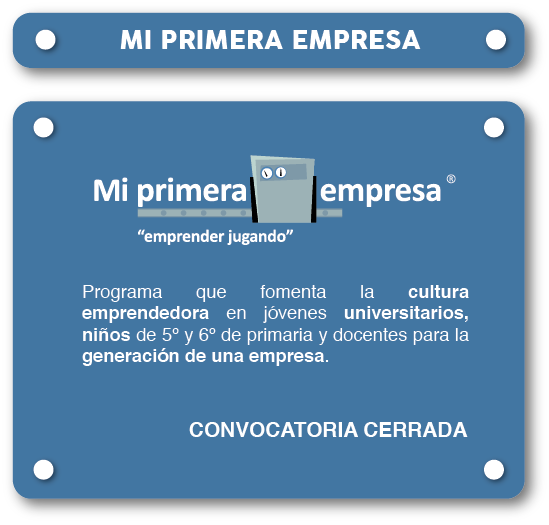 MI PRIMERA EMPRESA
Mi primera empresa®
“emprender jugando”
Programa que fomenta la cultura
emprendedora en jóvenes universitarios,
niños de 5º y 6º de primaria y docentes para la
generación de una empresa.
CONVOCATORIA CERRADA